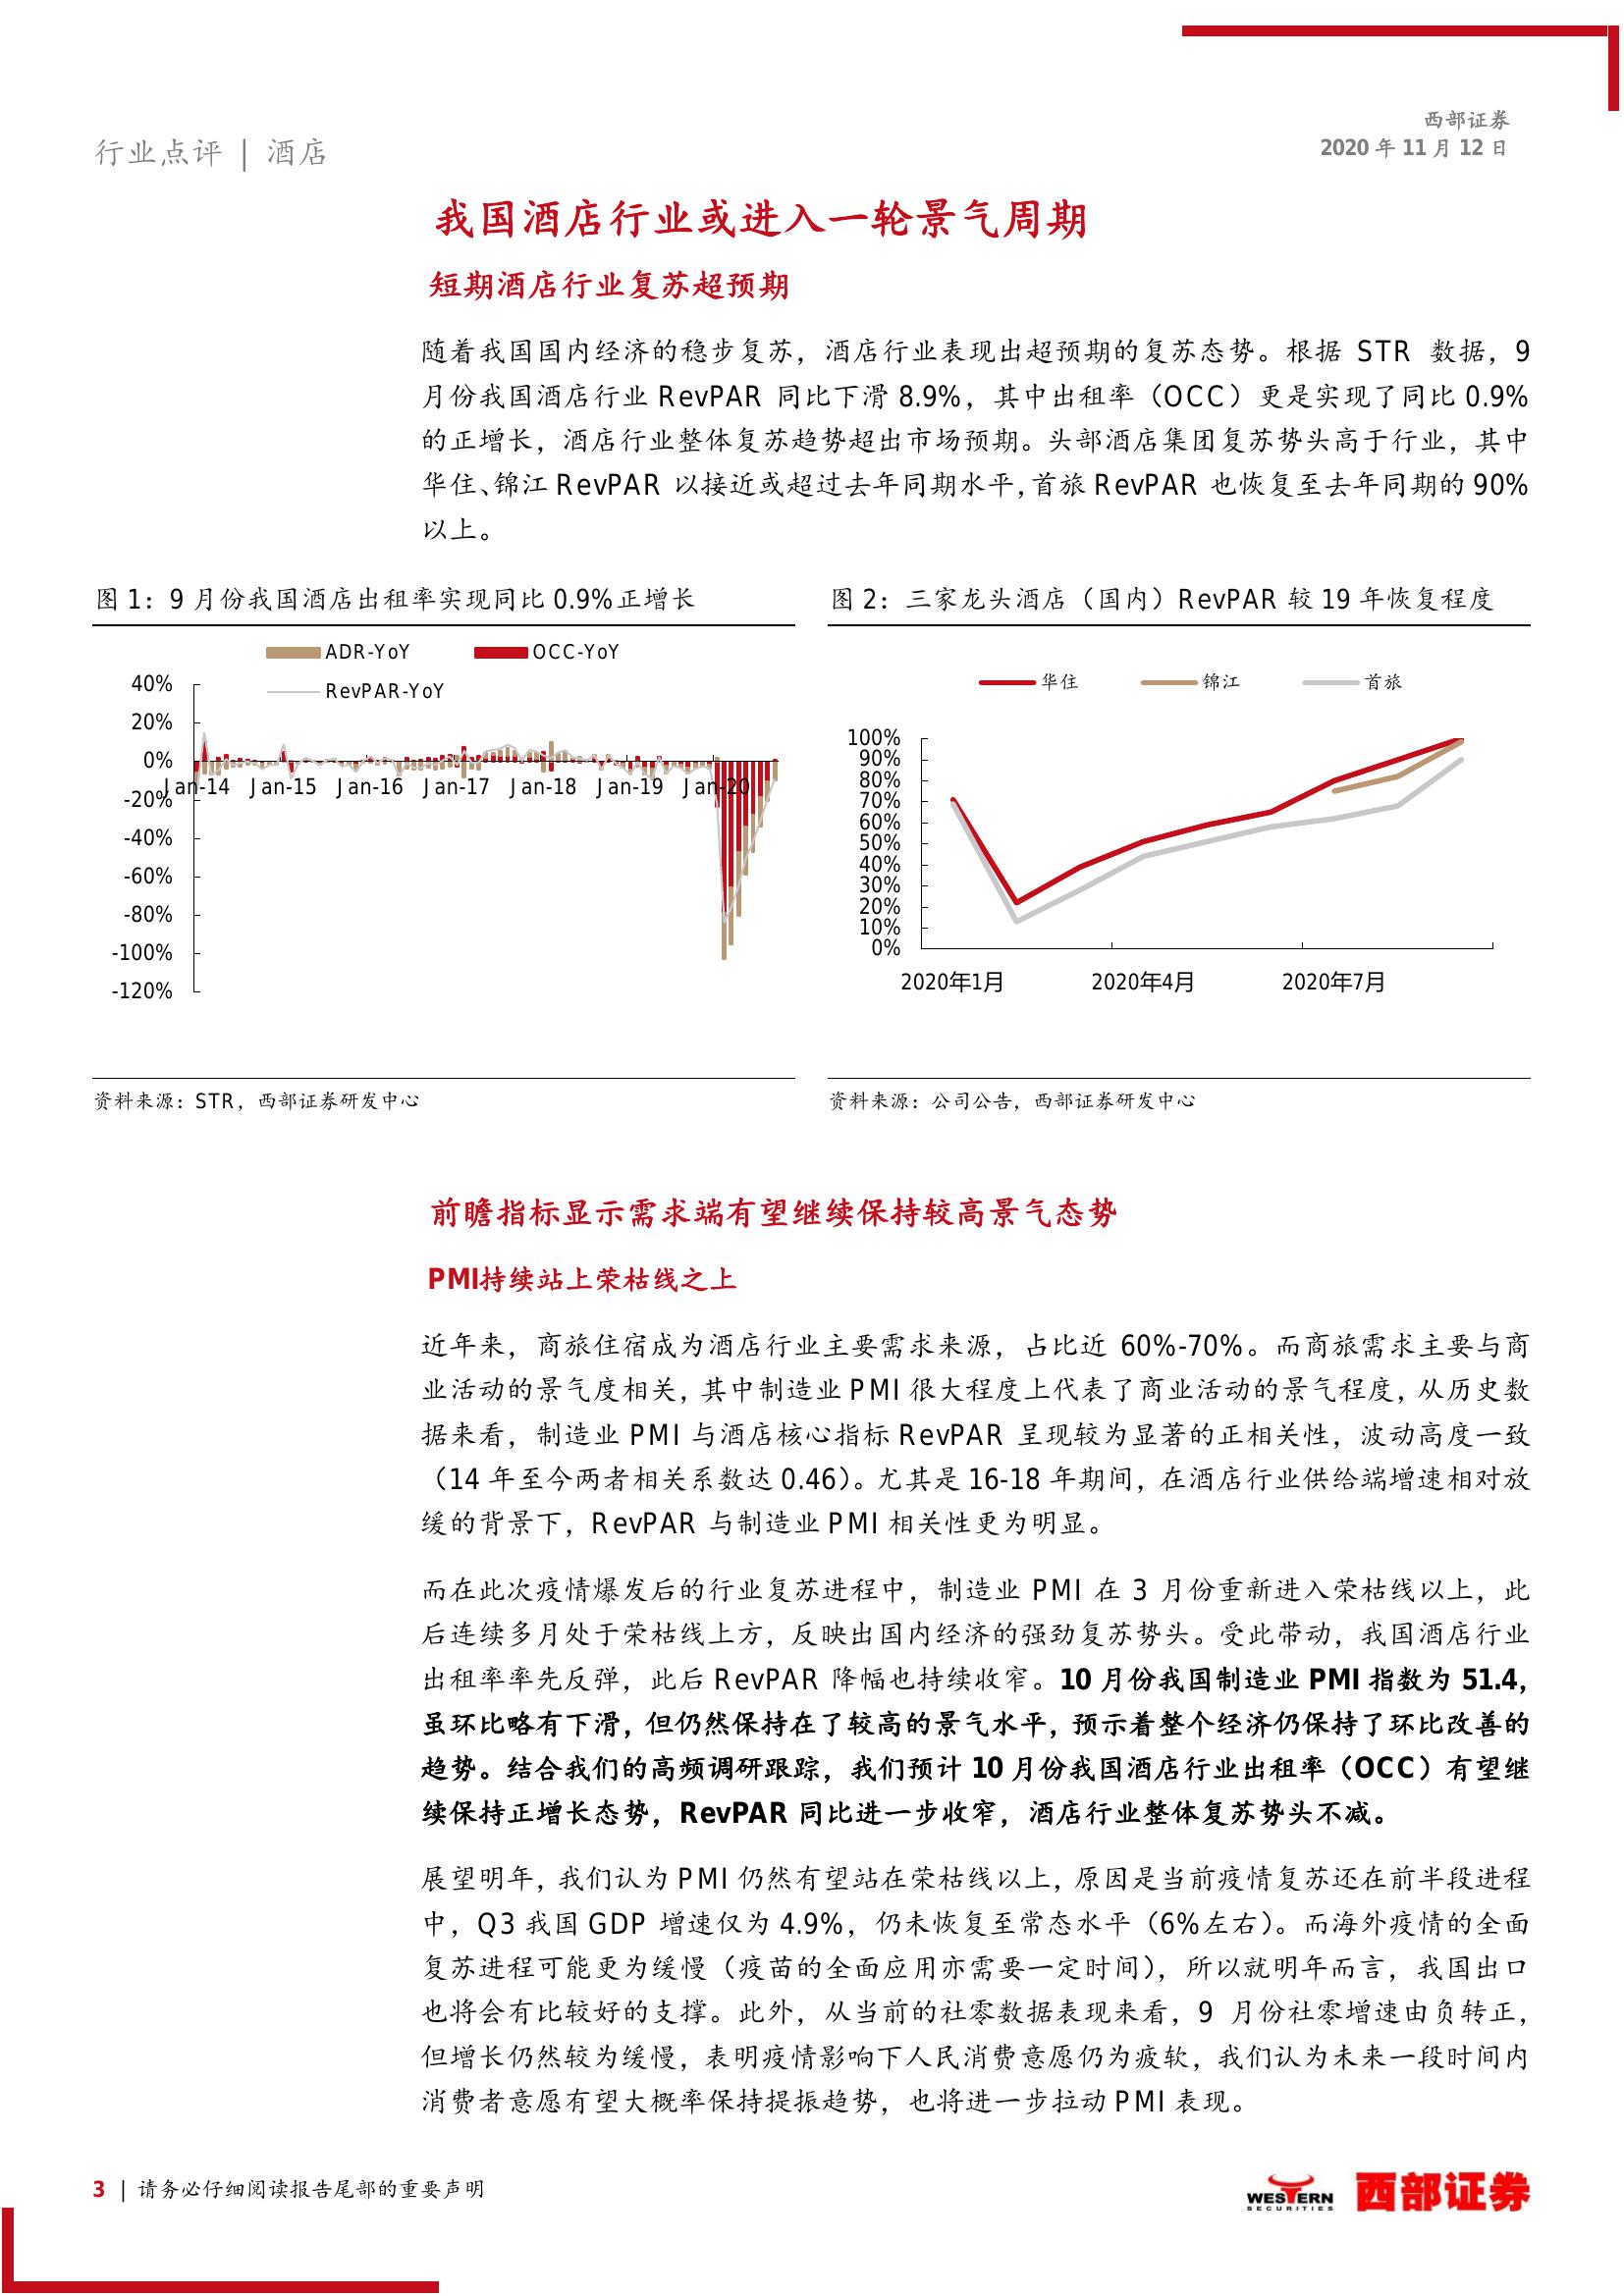 西部证券
2020 年 11 月 12 日
行业点评 | 酒店
我国酒店行业或进入一轮景气周期
短期酒店行业复苏超预期
随着我国国内经济的稳步复苏，酒店行业表现出超预期的复苏态势。根据 STR 数据，9
月份我国酒店行业 RevPAR 同比下滑 8.9%，其中出租率（OCC）更是实现了同比 0.9%
的正增长，酒店行业整体复苏趋势超出市场预期。头部酒店集团复苏势头高于行业，其中
华住、锦江 RevPAR 以接近或超过去年同期水平，首旅 RevPAR 也恢复至去年同期的 90%
以上。
图 1：9 月份我国酒店出租率实现同比 0.9%正增长
ADR-YoY OCC-YoY
RevPAR-YoY
40%
20%
0%
-20%
-40%
-60%
-80%
-100%
-120%
Jan-14 Jan-15 Jan-16 Jan-17 Jan-18 Jan-19 Jan-20
资料来源：STR，西部证券研发中心
图 2：三家龙头酒店（国内）RevPAR 较 19 年恢复程度
华住 锦江 首旅
100%
90%
80%
70%
60%
50%
40%
30%
20%
10%
0%
2020年1月 2020年4月 2020年7月
资料来源：公司公告，西部证券研发中心
前瞻指标显示需求端有望继续保持较高景气态势
PMI持续站上荣枯线之上
近年来，商旅住宿成为酒店行业主要需求来源，占比近 60%-70%。而商旅需求主要与商
业活动的景气度相关，其中制造业 PMI 很大程度上代表了商业活动的景气程度，从历史数
据来看，制造业 PMI 与酒店核心指标 RevPAR 呈现较为显著的正相关性，波动高度一致
（14 年至今两者相关系数达 0.46）。尤其是 16-18 年期间，在酒店行业供给端增速相对放
缓的背景下，RevPAR 与制造业 PMI 相关性更为明显。
而在此次疫情爆发后的行业复苏进程中，制造业 PMI 在 3 月份重新进入荣枯线以上，此
后连续多月处于荣枯线上方，反映出国内经济的强劲复苏势头。受此带动，我国酒店行业
出租率率先反弹，此后 RevPAR 降幅也持续收窄。10 月份我国制造业 PMI 指数为 51.4，
虽环比略有下滑，但仍然保持在了较高的景气水平，预示着整个经济仍保持了环比改善的
趋势。结合我们的高频调研跟踪，我们预计 10 月份我国酒店行业出租率（OCC）有望继
续保持正增长态势，RevPAR 同比进一步收窄，酒店行业整体复苏势头不减。
展望明年，我们认为 PMI 仍然有望站在荣枯线以上，原因是当前疫情复苏还在前半段进程
中，Q3 我国 GDP 增速仅为 4.9%，仍未恢复至常态水平（6%左右）。而海外疫情的全面
复苏进程可能更为缓慢（疫苗的全面应用亦需要一定时间），所以就明年而言，我国出口
也将会有比较好的支撑。此外，从当前的社零数据表现来看，9 月份社零增速由负转正，
但增长仍然较为缓慢，表明疫情影响下人民消费意愿仍为疲软，我们认为未来一段时间内
消费者意愿有望大概率保持提振趋势，也将进一步拉动 PMI 表现。
3 | 请务必仔细阅读报告尾部的重要声明
WESTERN
SECURITIES
西部证券